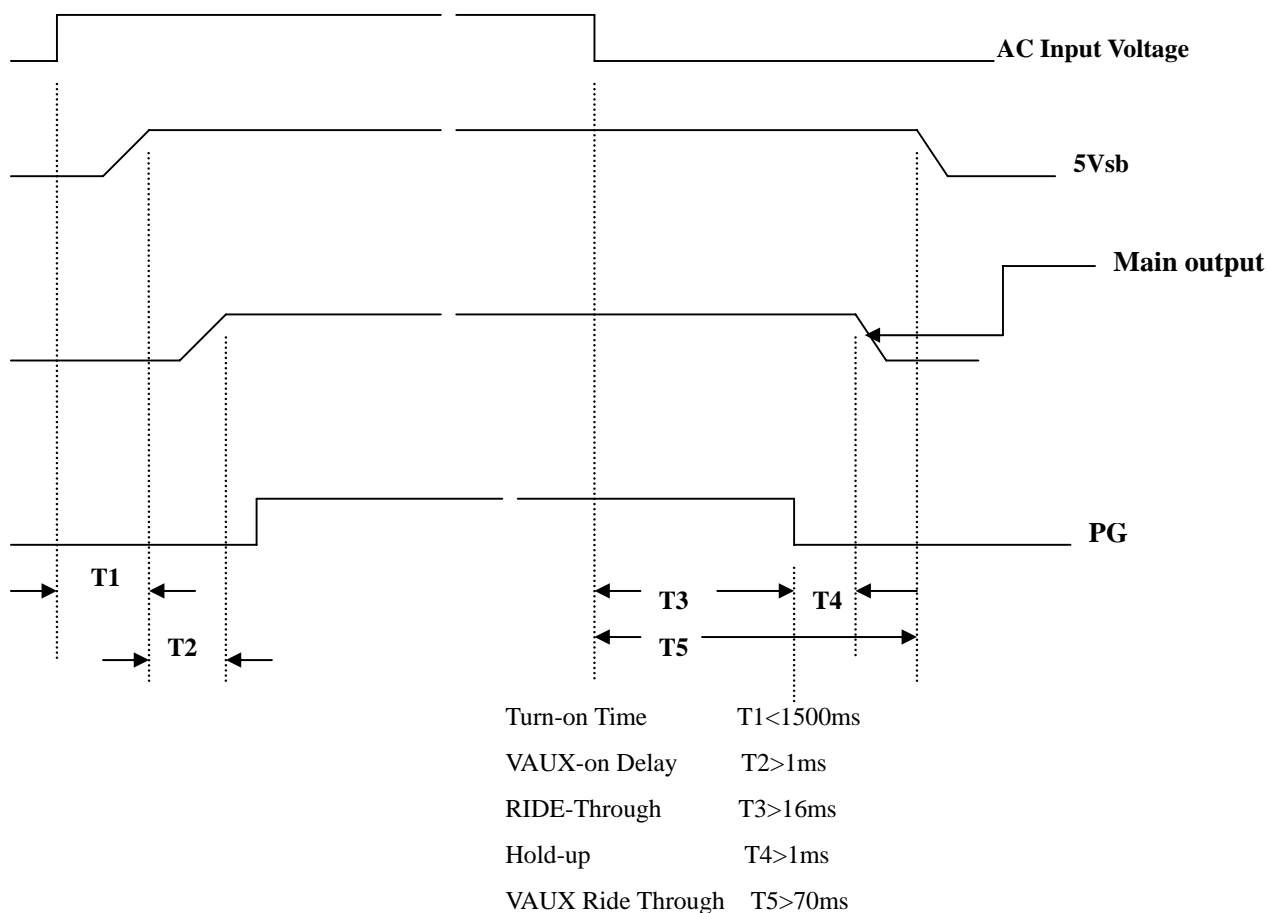 AC Input Voltage
5Vsb
Main output
PG
T1
T3
T4
T2
T5
Turn-on Time T1<1500ms
VAUX-on Delay T2>1ms
RIDE-Through T3>16ms
Hold-up T4>1ms
VAUX Ride Through T5>70ms